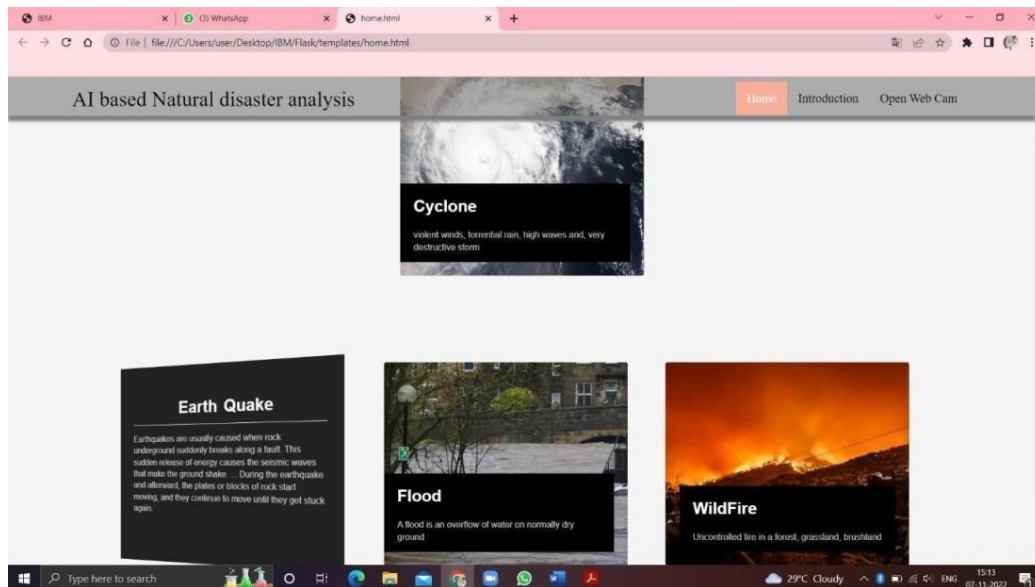 IBM
(3) WhatsApp
home.html
File | file:///C:/Users/user/Desktop/IBM/Flask/templates/home.html
AI based Natural disaster analysis
Home Introduction Open Web Cam
Cyclone
violent winds, torrential rain, high waves and, very
destructive storm
Earth Quake
Earthquakes are usually caused when rock
underground suddenly breaks along a fault. This
sudden release of energy causes the seismic waves
that make the ground shake. ... During the earthquake
and afterward, the plates or blocks of rock start
moving, and they continue to move until they get stuck
again.
Flood
A flood is an overflow of water on normally dry
ground
WildFire
Uncontrolled fire in a forest, grassland, brushland
Type here to search
29°C Cloudy
ENG
15:13
07-11-2022